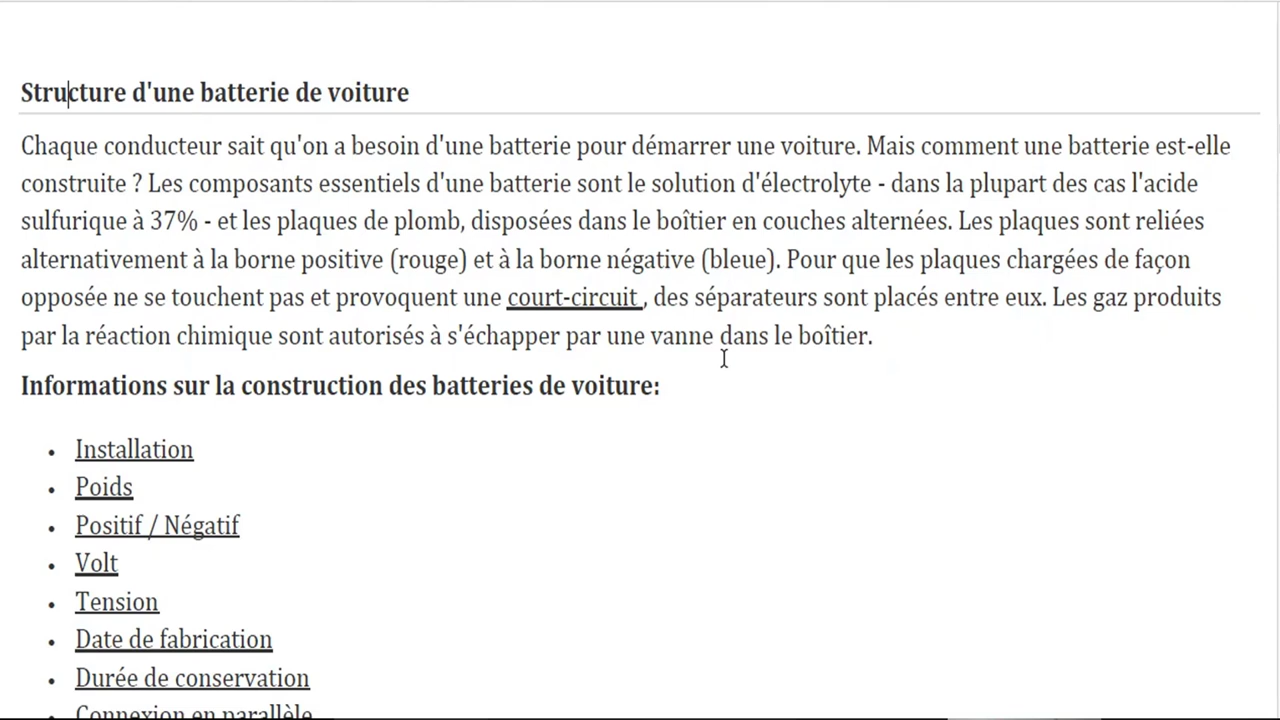 Structure d'une batterie de voiture
Chaque conducteur sait qu'on a besoin d'une batterie pour démarrer une voiture. Mais comment une batterie est-elle
construite ? Les composants essentiels d'une batterie sont le solution d'électrolyte - dans la plupart des cas l'acide
sulfurique à 37% - et les plaques de plomb, disposées dans le boîtier en couches alternées. Les plaques sont reliées
alternativement à la borne positive (rouge) et à la borne négative (bleue). Pour que les plaques chargées de façon
opposée ne se touchent pas et provoquent une court-circuit , des séparateurs sont placés entre eux. Les gaz produits
par la réaction chimique sont autorisés à s'échapper par une vanne dans le boîtier.
Informations sur la construction des batteries de voiture:
• Installation
• Poids
• Positif / Négatif
• Volt
• Tension
• Date de fabrication
• Durée de conservation
• Connexion en parallèle